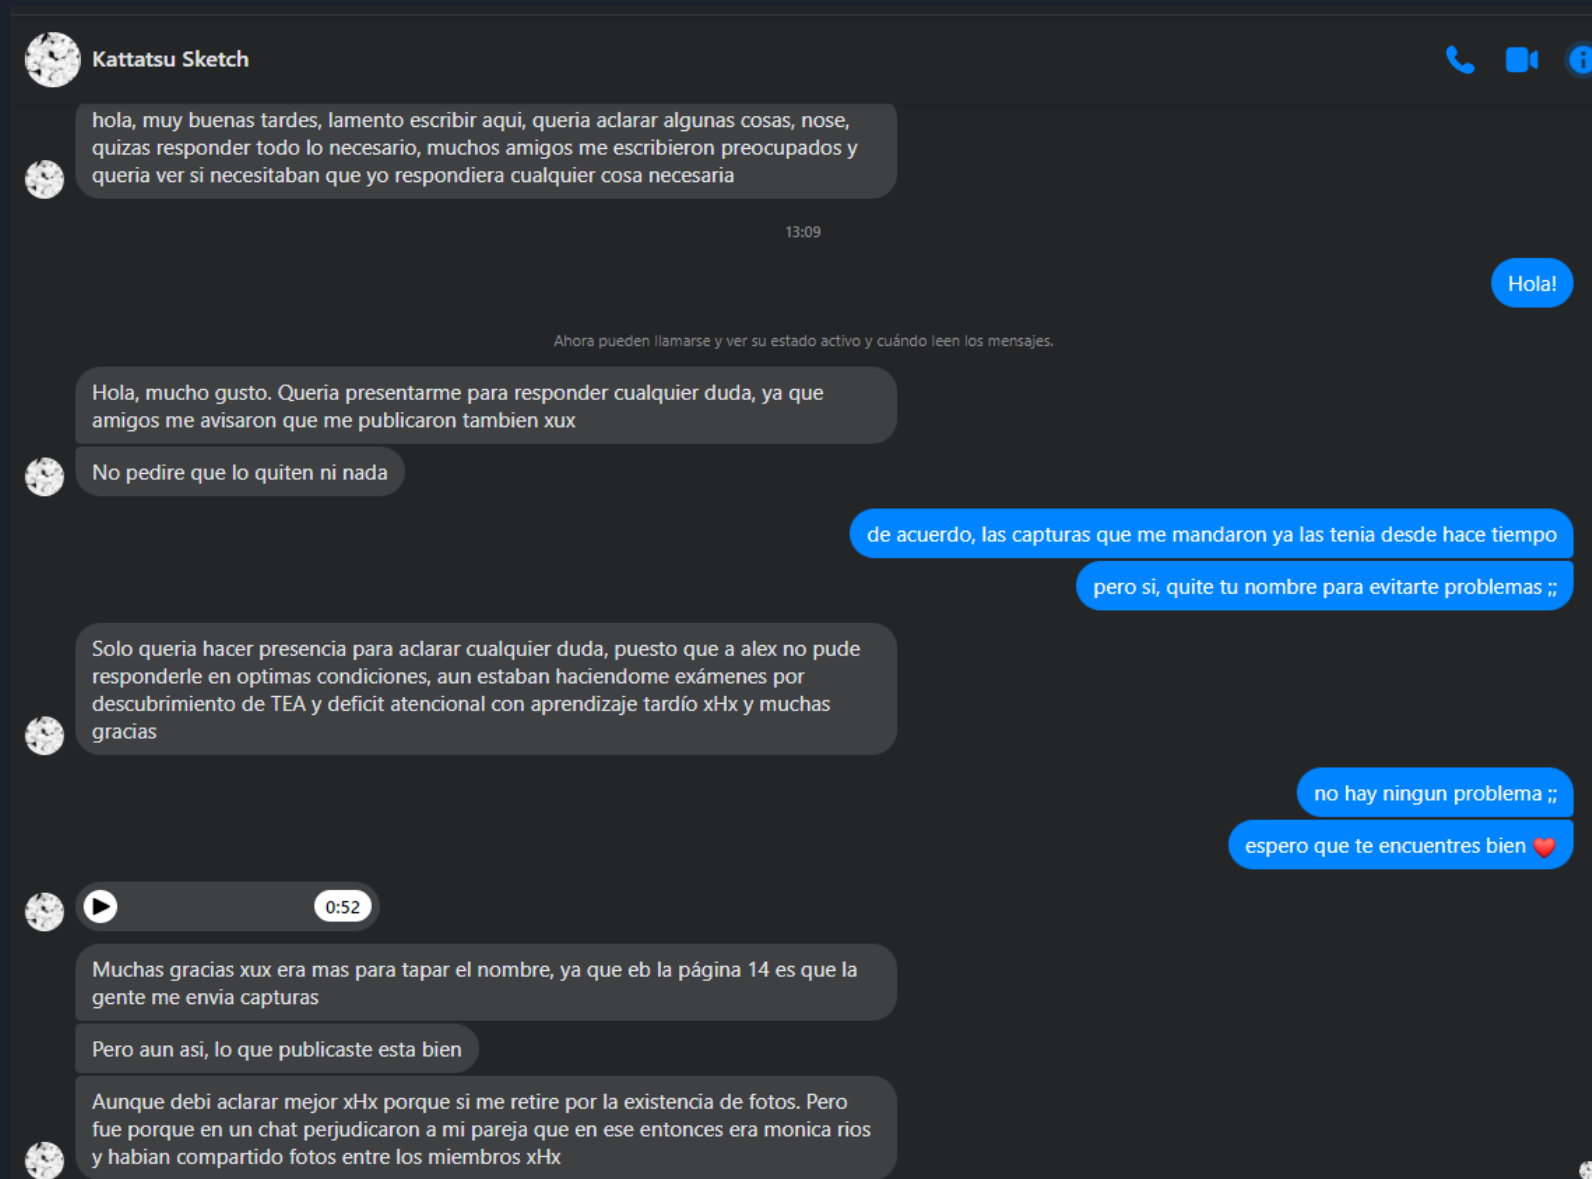 Kattatsu Sketch
hola, muy buenas tardes, lamento escribir aqui, queria aclarar algunas cosas, nose,
quizas responder todo lo necesario, muchos amigos me escribieron preocupados y
queria ver si necesitaban que yo respondiera cualquier cosa necesaria
13:09
Hola!
Ahora pueden llamarse y ver su estado activo y cuándo leen los mensajes.
Hola, mucho gusto. Queria presentarme para responder cualquier duda, ya que
amigos me avisaron que me publicaron tambien xux
No pedire que lo quiten ni nada
de acuerdo, las capturas que me mandaron ya las tenia desde hace tiempo
pero si, quite tu nombre para evitarte problemas ;;
Solo queria hacer presencia para aclarar cualquier duda, puesto que a alex no pude
responderle en optimas condiciones, aun estaban haciendome exámenes por
descubrimiento de TEA y deficit atencional con aprendizaje tardío xHx y muchas
gracias
no hay ningun problema ;;
espero que te encuentres bien ❤️
0:52
Muchas gracias xux era mas para tapar el nombre, ya que eb la página 14 es que la
gente me envia capturas
Pero aun asi, lo que publicaste esta bien
Aunque debi aclarar mejor xHx porque si me retire por la existencia de fotos. Pero
fue porque en un chat perjudicaron a mi pareja que en ese entonces era monica rios
y habian compartido fotos entre los miembros xHx